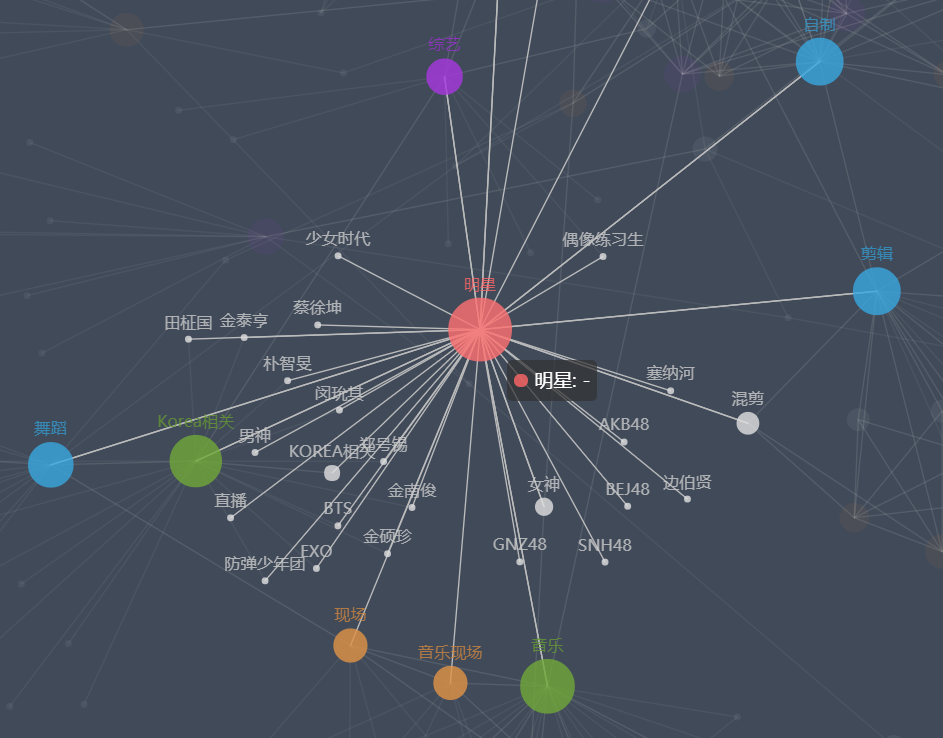 自制
综艺
少女时代
偶像练习生
剪辑
明星
蔡徐坤
田柾国
金泰亨
朴智旻
明星: -
塞纳河
闵玧其
混剪
Korea相关
舞蹈
AKB48
男神
郑号锡
KOREA相关
女神
边伯贤
BEJ48
金南俊
直播
BTS
金硕珍
GNZ48
SNH48
EXO
防弹少年团
现场
音乐
音乐现场